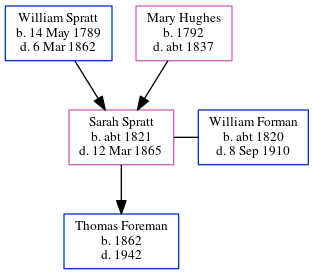 William Spratt
b. 14 May 1789
d. 6 Mar 1862
Mary Hughes
b. 1792
d. abt 1837
Sarah Spratt
b. abt 1821
d. 12 Mar 1865
William Forman
b. abt 1820
d. 8 Sep 1910
Thomas Foreman
b. 1862
d. 1942